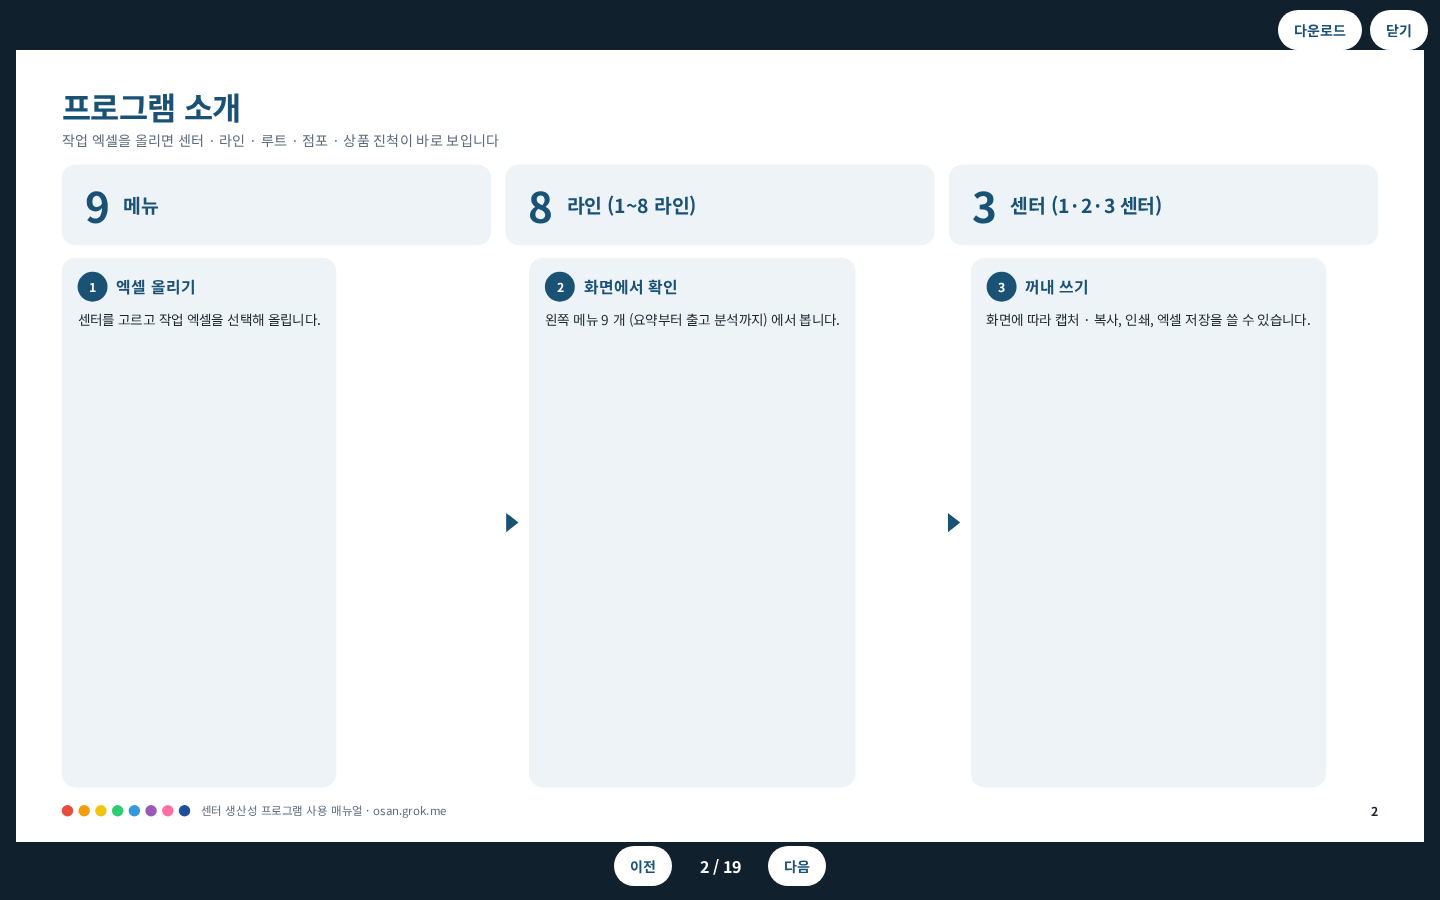 다운로드 닫기
프로그램 소개
작업 엑셀을 올리면 센터 · 라인 · 루트 · 점포 · 상품 진척이 바로 보입니다
9 메뉴
8 라인 (1~8 라인)
3 센터 (1·2·3 센터)
1 엑셀 올리기
센터를 고르고 작업 엑셀을 선택해 올립니다.
2 화면에서 확인
왼쪽 메뉴 9 개 (요약부터 출고 분석까지) 에서 봅니다.
3 꺼내 쓰기
화면에 따라 캡처 · 복사, 인쇄, 엑셀 저장을 쓸 수 있습니다.
센터 생산성 프로그램 사용 매뉴얼 · osan.grok.me
2
이전 2 / 19 다음